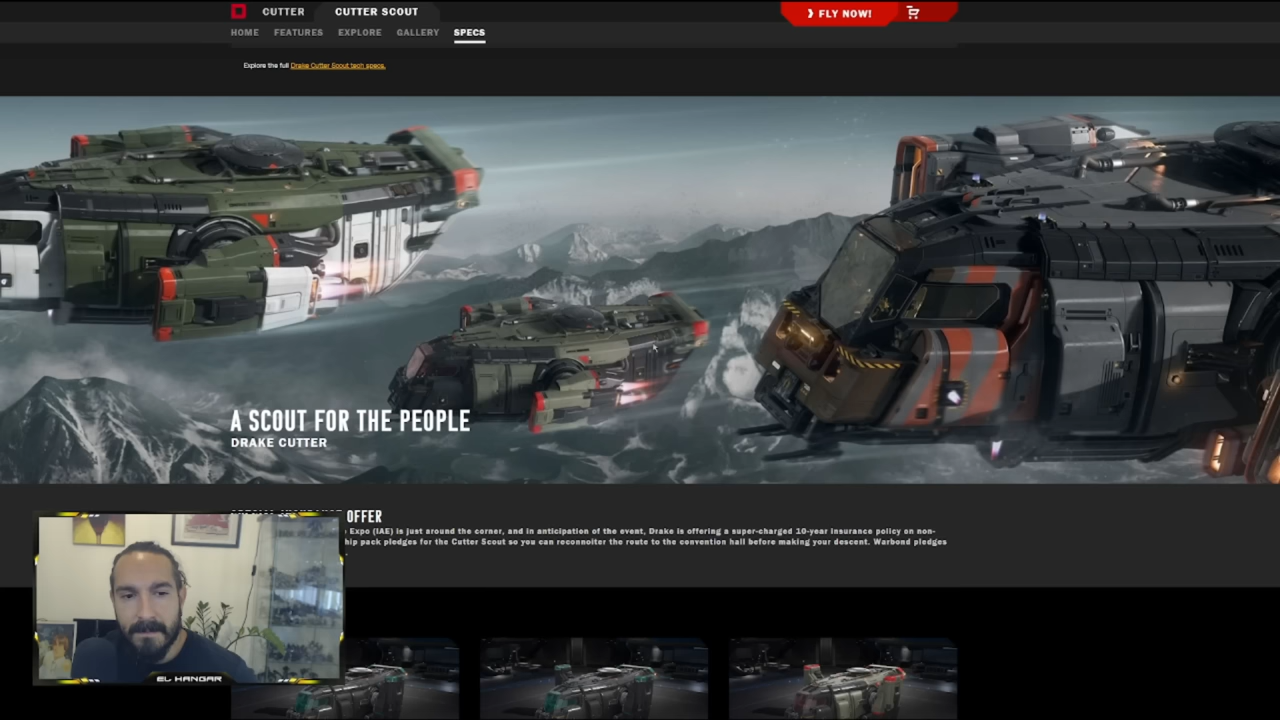 CUTTER
CUTTER SCOUT
FLY NOW!
HOME FEATURES EXPLORE GALLERY SPECS
Explore the full Drake Cutter Scout tech specs.
A SCOUT FOR THE PEOPLE
DRAKE CUTTER
OFFER
Expo (IAE) is just around the corner, and in anticipation of the event, Drake is offering a super-charged 10-year insurance policy on non-
pack pledges for the Cutter Scout so you can reconnoiter the route to the convention hall before making your descent. Warbond pledges
EL HANGAR